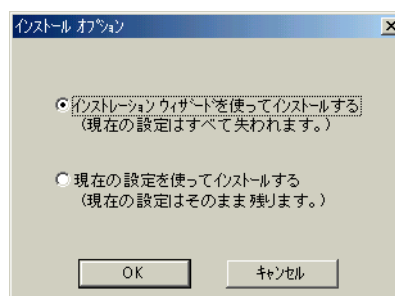 インストール オプション
インストレーション ウィザードを使ってインストールする
(現在の設定はすべて失われます。)
現在の設定を使ってインストールする
(現在の設定はそのまま残ります。)
OK
キャンセル